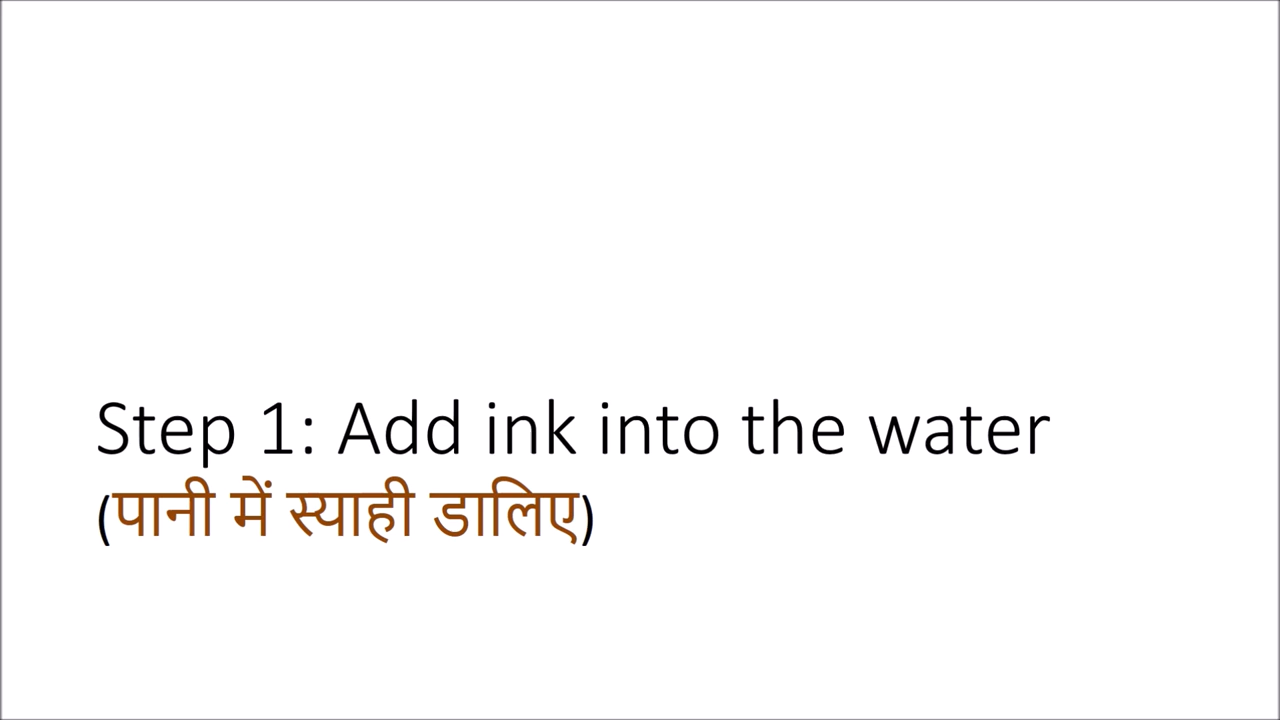 Step 1: Add ink into the water
(पानी में स्याही डालिए)